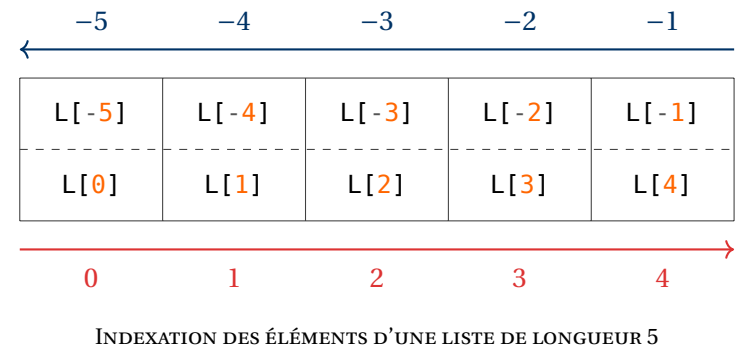 −5 −4 −3 −2 −1
L[-5] L[-4] L[-3] L[-2] L[-1]
L[0] L[1] L[2] L[3] L[4]
0 1 2 3 4
INDEXATION DES ÉLÉMENTS D'UNE LISTE DE LONGUEUR 5